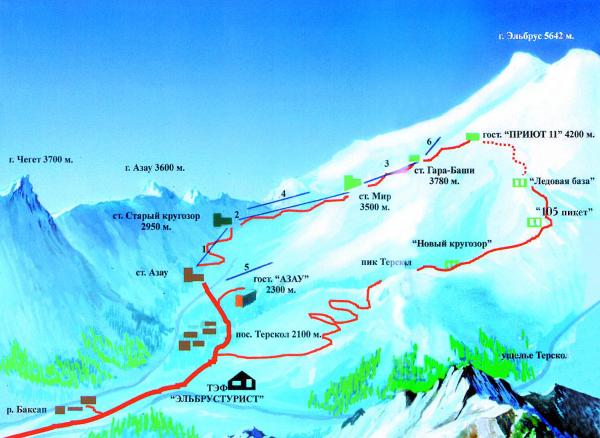 г. Эльбрус 5642 м.
6
гост. "ПРИЮТ 11" 4200 м.
г. Чегет 3700 м.
г. Азау 3600 м.
3
ст. Гара-Баши
3780 м.
"Ледовая база"
4
ст. Мир
3500 м.
ст. Старый кругозор
2950 м.
2
"105 пикет"
1
"Новый кругозор"
пик Терскол
5
ст. Азау
гост. "АЗАУ"
2300 м.
пос. Терскол 2100 м.
ущелье Терскол
ТЭФ
"ЭЛЬБРУСТУРИСТ"
р. Баксан